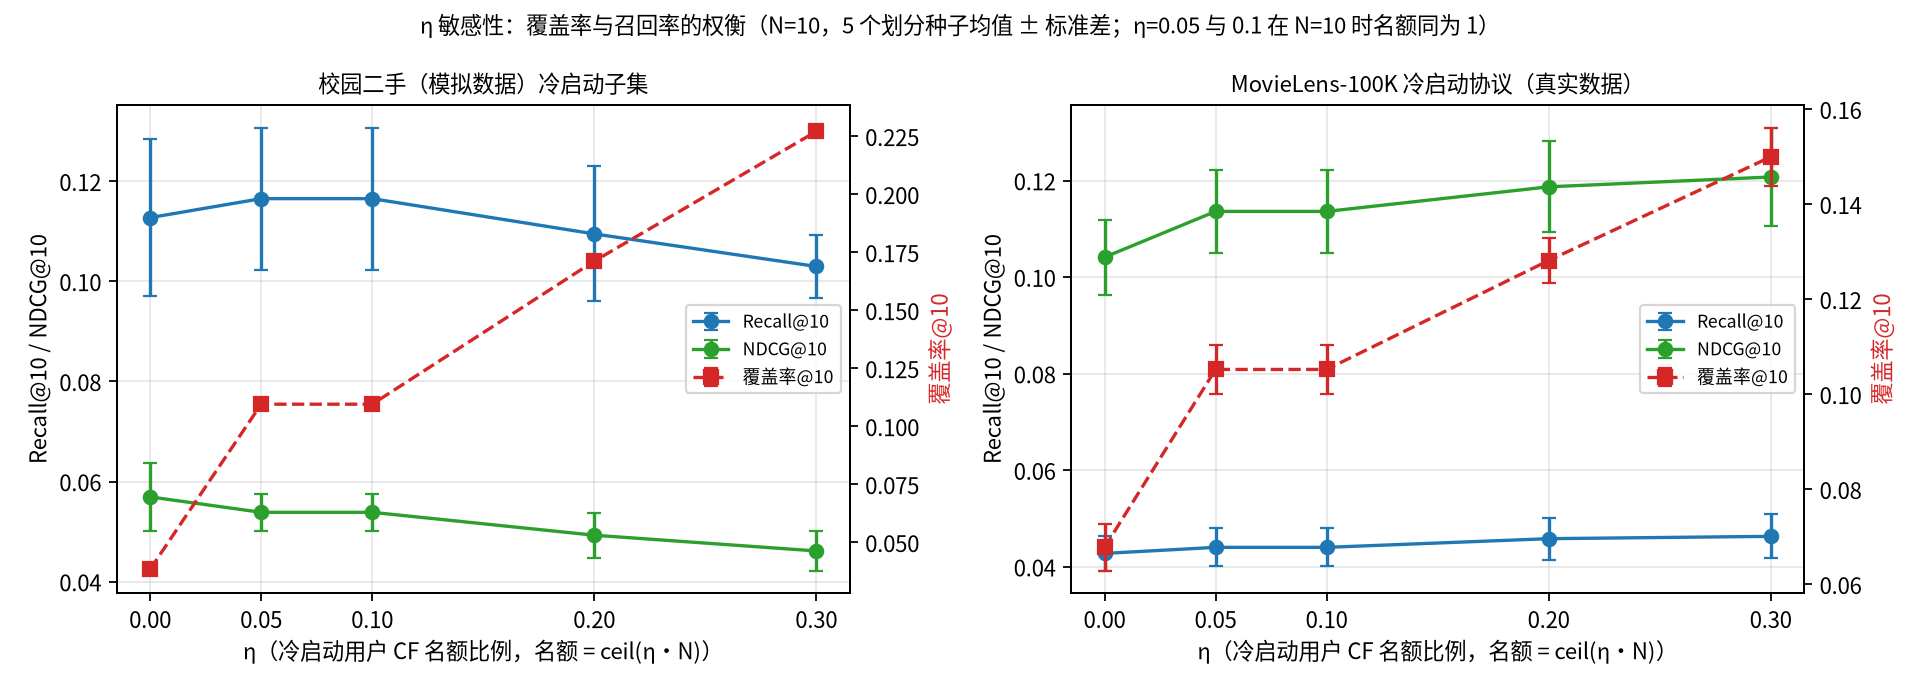 η 敏感性：覆盖率与召回率的权衡（N=10，5 个划分种子均值 ± 标准差；η=0.05 与 0.1 在 N=10 时名额同为 1）
校园二手（模拟数据）冷启动子集
Recall@10 / NDCG@10
0.12
0.10
0.08
0.06
0.04
0.00
0.05
0.10
0.20
0.30
η（冷启动用户 CF 名额比例，名额 = ceil(η·N)）
0.225
0.200
0.175
0.150
0.125
0.100
0.075
0.050
覆盖率@10
Recall@10
NDCG@10
覆盖率@10
MovieLens-100K 冷启动协议（真实数据）
Recall@10 / NDCG@10
0.12
0.10
0.08
0.06
0.04
0.00
0.05
0.10
0.20
0.30
η（冷启动用户 CF 名额比例，名额 = ceil(η·N)）
0.16
0.14
0.12
0.10
0.08
0.06
覆盖率@10
Recall@10
NDCG@10
覆盖率@10